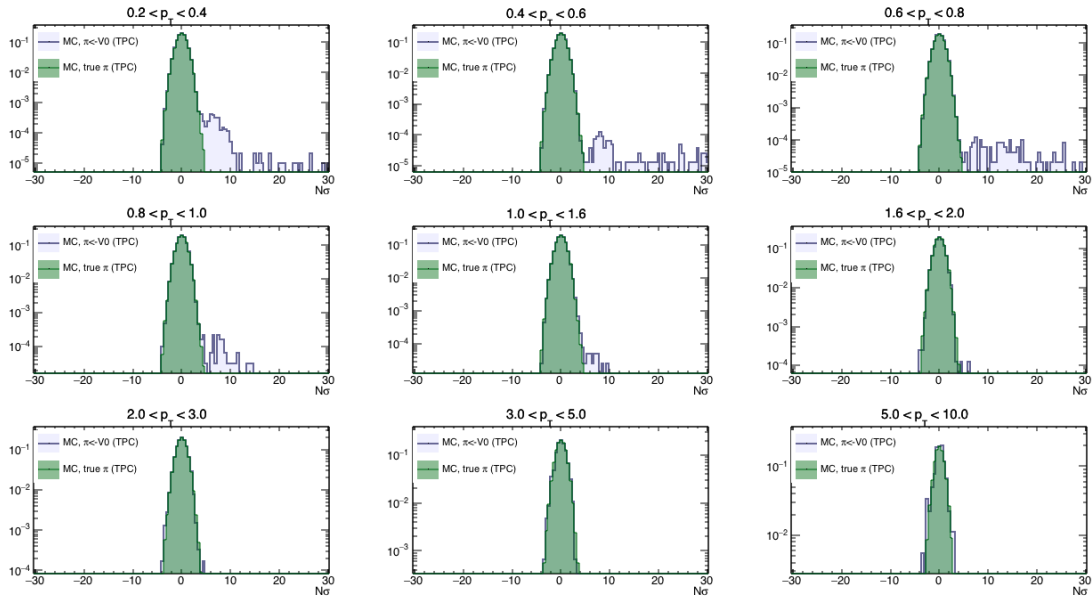 0.2 < pT < 0.4
MC, π<-V0 (TPC)
MC, true π (TPC)
10⁻¹
10⁻²
10⁻³
10⁻⁴
10⁻⁵
−30 −20 −10 0 10 20 30
Nσ
0.4 < pT < 0.6
MC, π<-V0 (TPC)
MC, true π (TPC)
10⁻¹
10⁻²
10⁻³
10⁻⁴
10⁻⁵
−30 −20 −10 0 10 20 30
Nσ
0.6 < pT < 0.8
MC, π<-V0 (TPC)
MC, true π (TPC)
10⁻¹
10⁻²
10⁻³
10⁻⁴
10⁻⁵
−30 −20 −10 0 10 20 30
Nσ
0.8 < pT < 1.0
MC, π<-V0 (TPC)
MC, true π (TPC)
10⁻¹
10⁻²
10⁻³
10⁻⁴
−30 −20 −10 0 10 20 30
Nσ
1.0 < pT < 1.6
MC, π<-V0 (TPC)
MC, true π (TPC)
10⁻¹
10⁻²
10⁻³
10⁻⁴
−30 −20 −10 0 10 20 30
Nσ
1.6 < pT < 2.0
MC, π<-V0 (TPC)
MC, true π (TPC)
10⁻¹
10⁻²
10⁻³
10⁻⁴
−30 −20 −10 0 10 20 30
Nσ
2.0 < pT < 3.0
MC, π<-V0 (TPC)
MC, true π (TPC)
10⁻¹
10⁻²
10⁻³
10⁻⁴
−30 −20 −10 0 10 20 30
Nσ
3.0 < pT < 5.0
MC, π<-V0 (TPC)
MC, true π (TPC)
10⁻¹
10⁻²
10⁻³
−30 −20 −10 0 10 20 30
Nσ
5.0 < pT < 10.0
MC, π<-V0 (TPC)
MC, true π (TPC)
10⁻¹
10⁻²
−30 −20 −10 0 10 20 30
Nσ